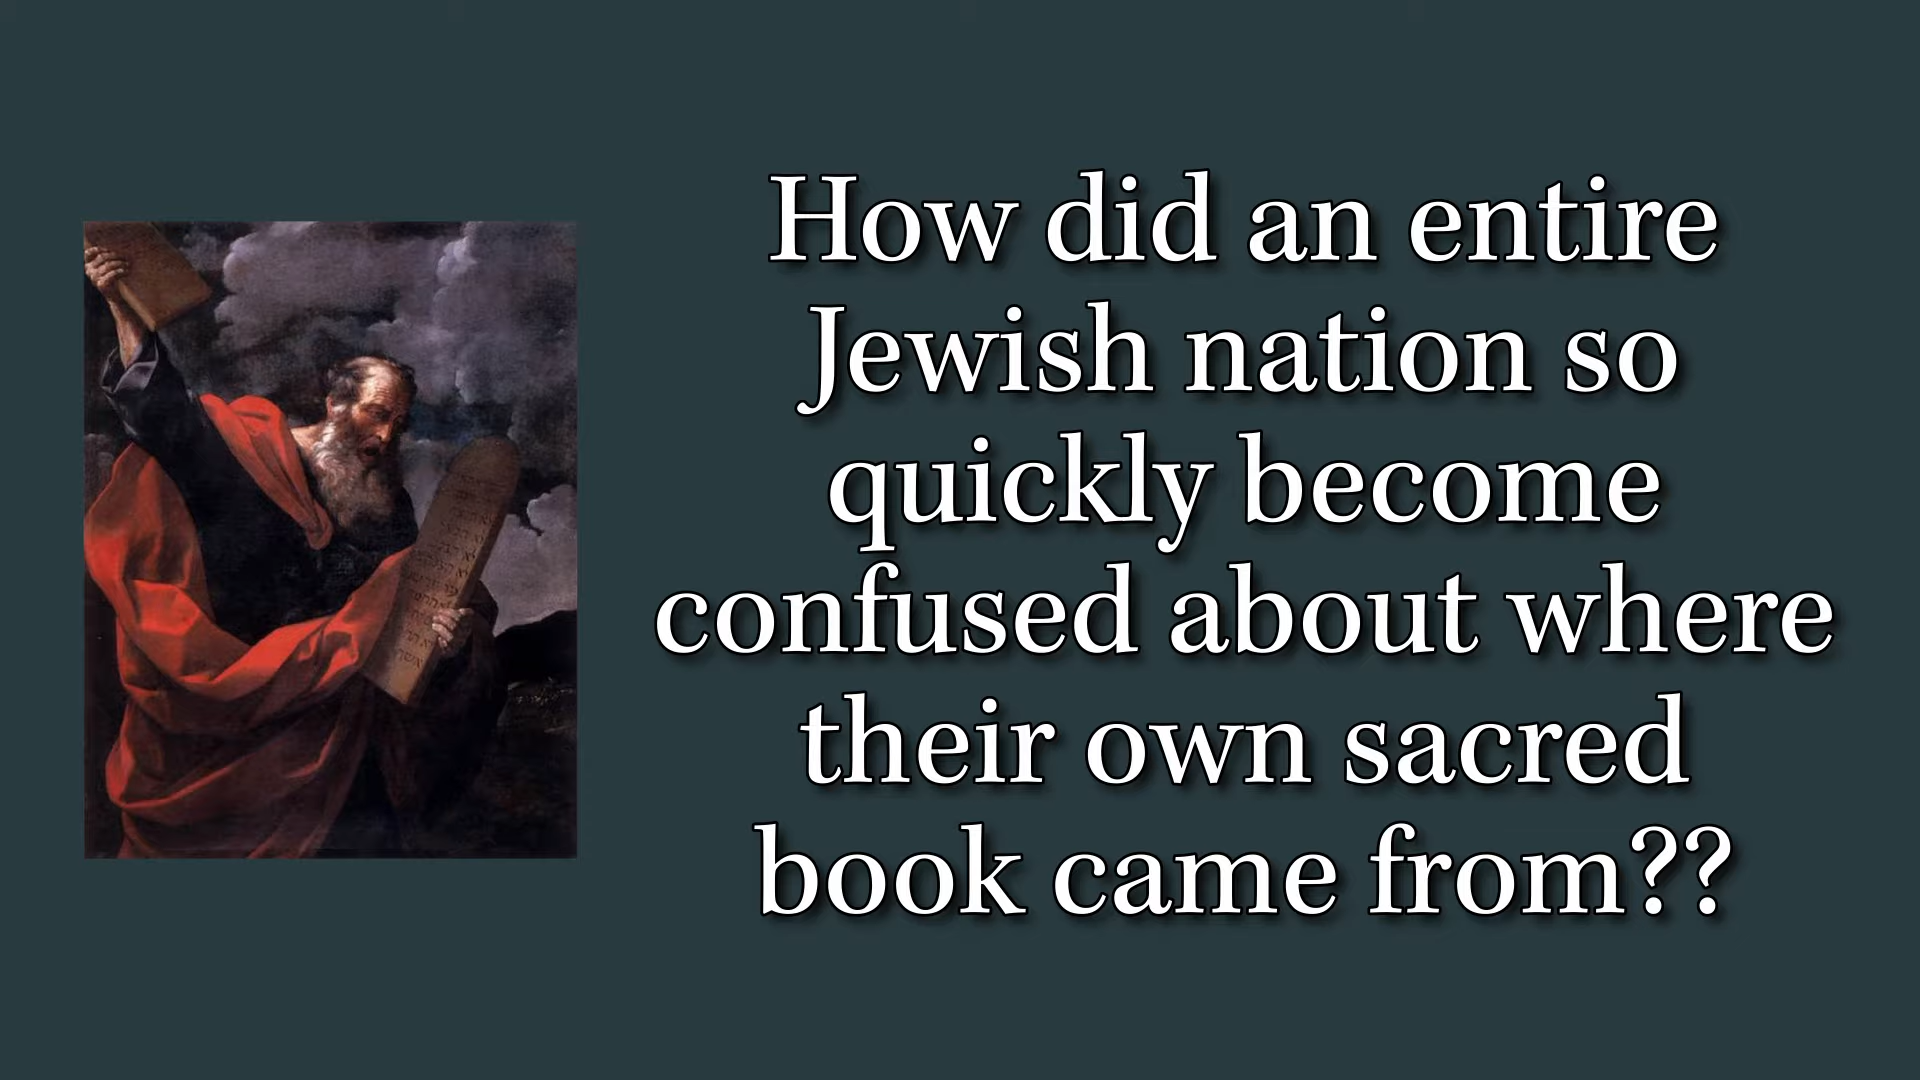 How did an entire
Jewish nation so
quickly become
confused about where
their own sacred
book came from??